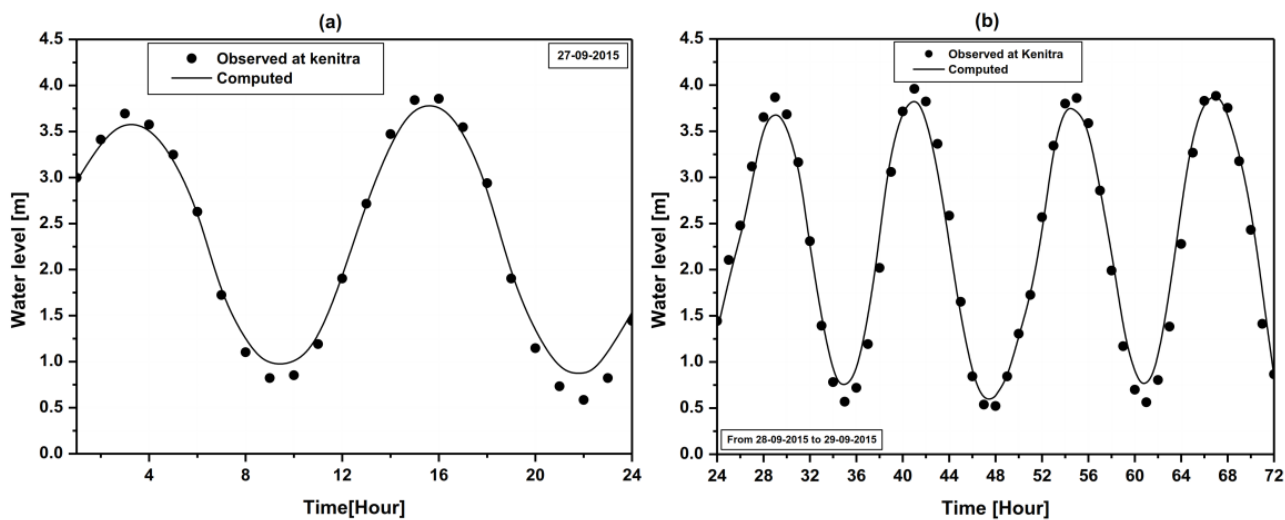 (a)
Observed at kenitra
Computed
27-09-2015
4.5
4.0
3.5
3.0
2.5
2.0
1.5
1.0
0.5
0.0
Water level [m]
4 8 12 16 20 24
Time[Hour]
(b)
Observed at Kenitra
Computed
4.5
4.0
3.5
3.0
2.5
2.0
1.5
1.0
0.5
0.0
Water level [m]
From 28-09-2015 to 29-09-2015
24 28 32 36 40 44 48 52 56 60 64 68 72
Time [Hour]